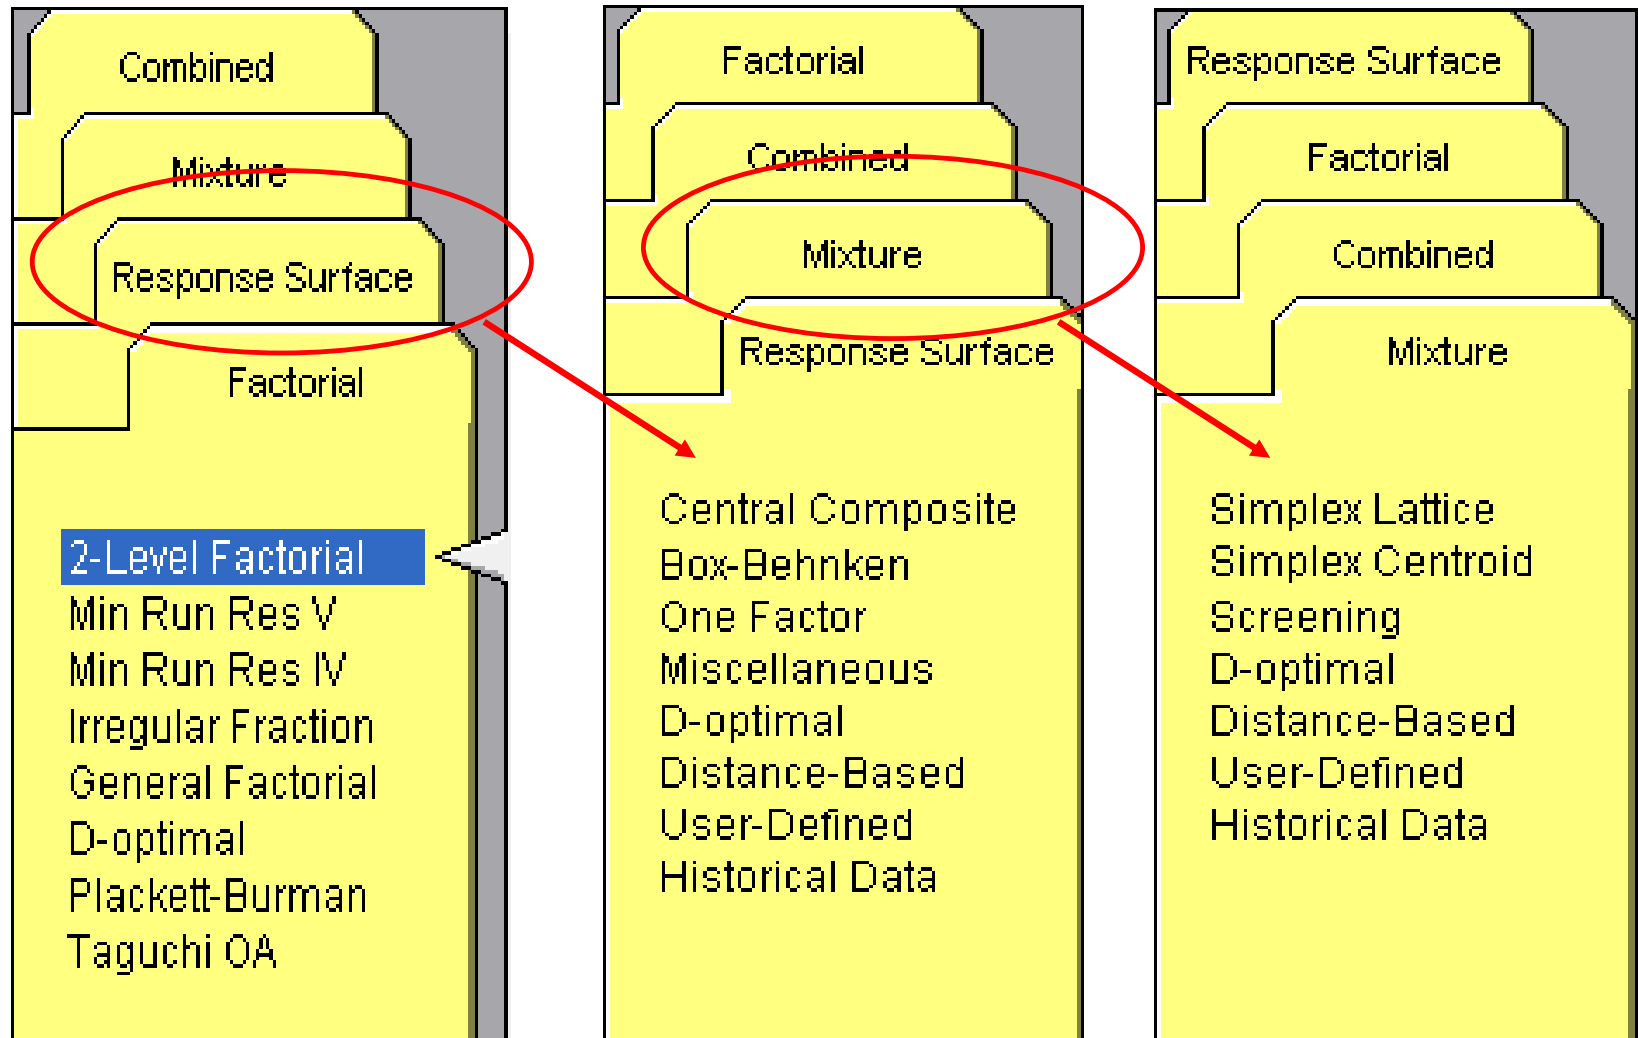 Combined
Mixture
Response Surface
Factorial
2-Level Factorial
Min Run Res V
Min Run Res IV
Irregular Fraction
General Factorial
D-optimal
Plackett-Burman
Taguchi OA
Factorial
Combined
Mixture
Response Surface
Central Composite
Box-Behnken
One Factor
Miscellaneous
D-optimal
Distance-Based
User-Defined
Historical Data
Response Surface
Factorial
Combined
Mixture
Simplex Lattice
Simplex Centroid
Screening
D-optimal
Distance-Based
User-Defined
Historical Data